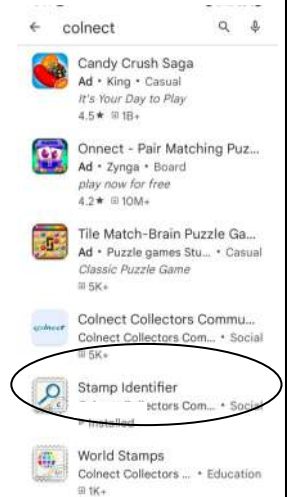 colnect
Candy Crush Saga
Ad • King • Casual
It's Your Day to Play
4.5★ 1B+
Onnect - Pair Matching Puz...
Ad • Zynga • Board
play now for free
4.2★ 10M+
Tile Match-Brain Puzzle Ga...
Ad • Puzzle games Stu... • Casual
Classic Puzzle Game
5K+
colnect
Colnect Collectors Commu...
Colnect Collectors Com... • Social
5K+
Stamp Identifier
ectors Com... • Social
Installed
World Stamps
Colnect Collectors ... • Education
1K+